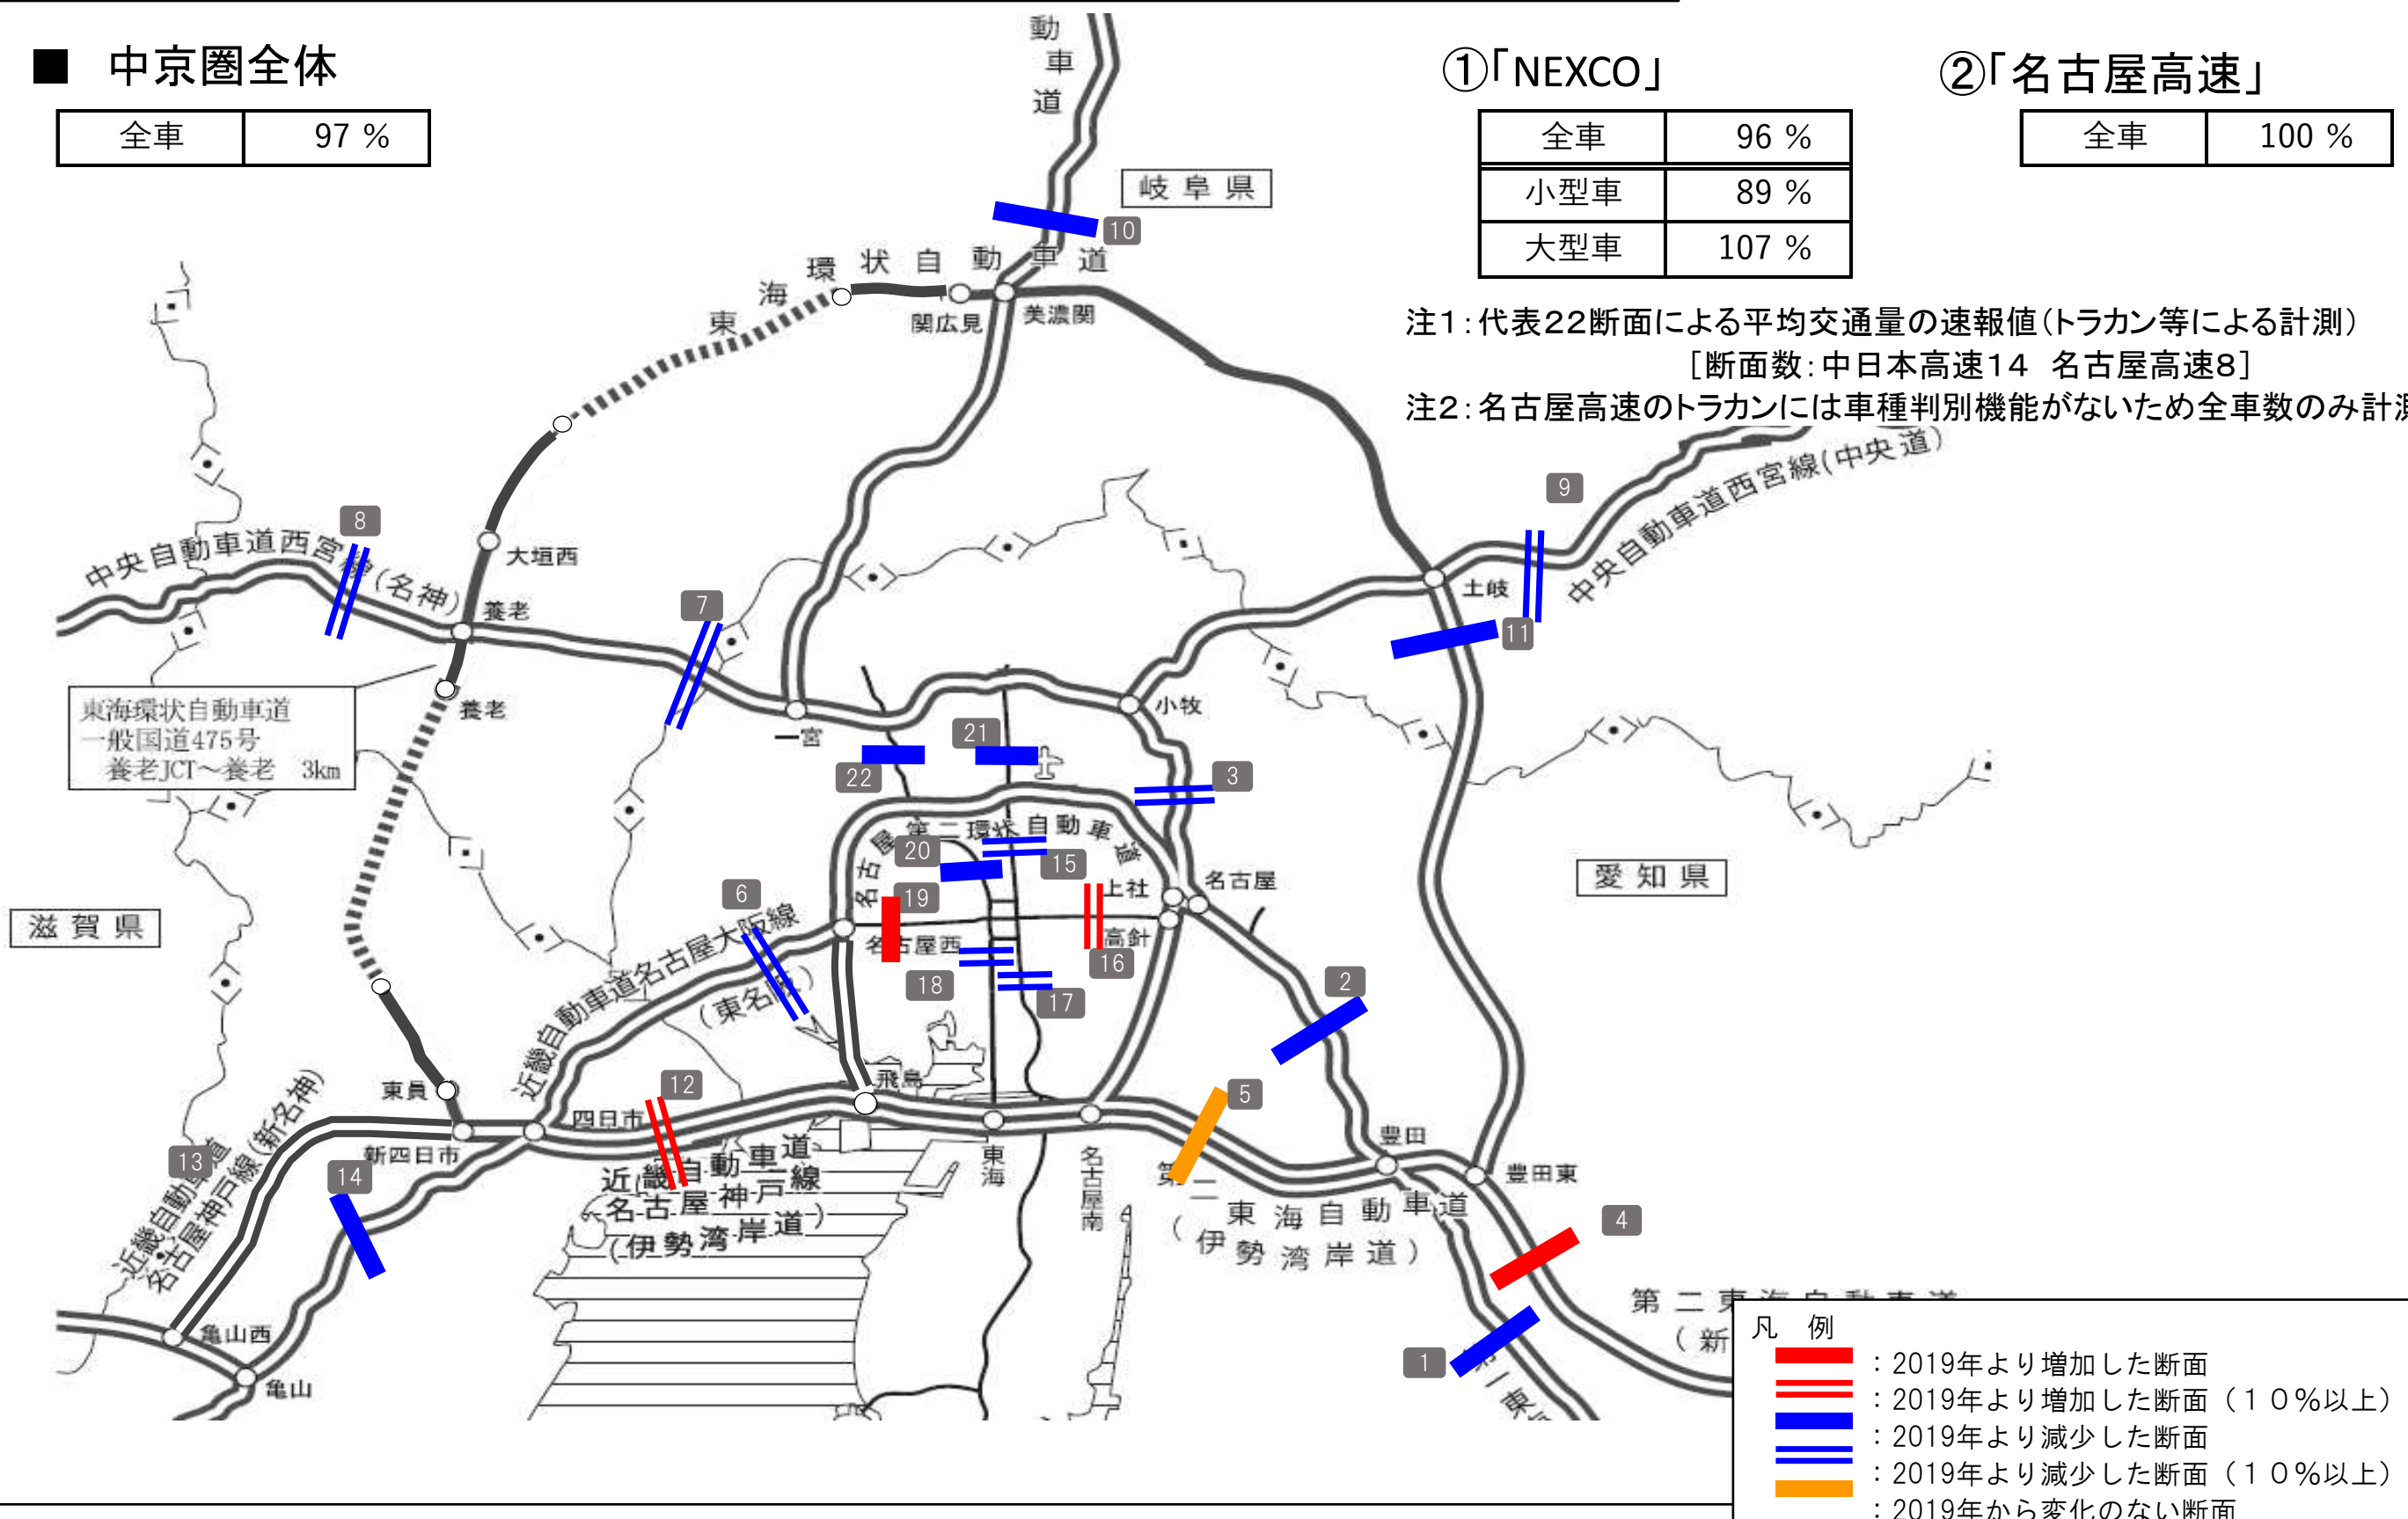 ■ 中京圏全体
全車 97 %
①「NEXCO」
全車 96 %
小型車 89 %
大型車 107 %
②「名古屋高速」
全車 100 %
注1:代表22断面による平均交通量の速報値(トラカン等による計測)
[断面数:中日本高速14 名古屋高速8]
注2:名古屋高速のトラカンには車種判別機能がないため全車数のみ計測
動車道
岐阜県
10
東海環状自動車道
関広見
美濃関
9
中央自動車道西宮線(中央道)
8
中央自動車道西宮線(名神)
大垣西
養老
7
土岐
11
養老
東海環状自動車道
一般国道475号
養老JCT~養老 3km
一宮
小牧
21
22
3
名古屋第二環状自動車道
20
15
上社
名古屋
愛知県
滋賀県
6
19
名古屋西
高針
16
近畿自動車道名古屋大阪線
(東名阪)
18
17
2
東員
12
飛島
5
四日市
新四日市
豊田
豊田東
東海
名古屋南
近畿自動車道
名古屋神戸線
(伊勢湾岸道)
第二東海自動車道
(伊勢湾岸道)
13
14
近畿自動車道
名古屋神戸線(新名神)
4
1
亀山西
亀山
第二東海自動車道
(新
第一東
凡 例
:2019年より増加した断面
:2019年より増加した断面(10%以上)
:2019年より減少した断面
:2019年より減少した断面(10%以上)
:2019年から変化のない断面